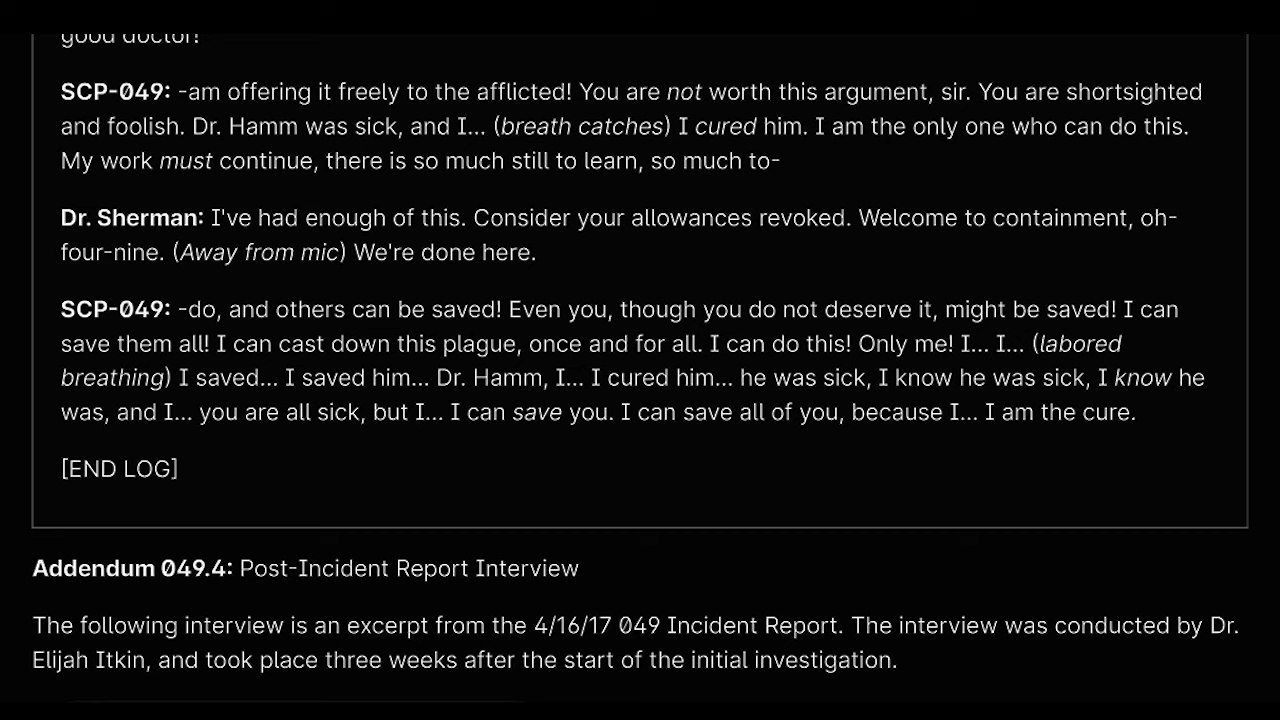 good doctor!
SCP-049: -am offering it freely to the afflicted! You are not worth this argument, sir. You are shortsighted
and foolish. Dr. Hamm was sick, and I... (breath catches) I cured him. I am the only one who can do this.
My work must continue, there is so much still to learn, so much to-
Dr. Sherman: I've had enough of this. Consider your allowances revoked. Welcome to containment, oh-
four-nine. (Away from mic) We're done here.
SCP-049: -do, and others can be saved! Even you, though you do not deserve it, might be saved! I can
save them all! I can cast down this plague, once and for all. I can do this! Only me! I... I... (labored
breathing) I saved... I saved him... Dr. Hamm, I... I cured him... he was sick, I know he was sick, I know he
was, and I... you are all sick, but I... I can save you. I can save all of you, because I... I am the cure.
[END LOG]
Addendum 049.4: Post-Incident Report Interview
The following interview is an excerpt from the 4/16/17 049 Incident Report. The interview was conducted by Dr.
Elijah Itkin, and took place three weeks after the start of the initial investigation.